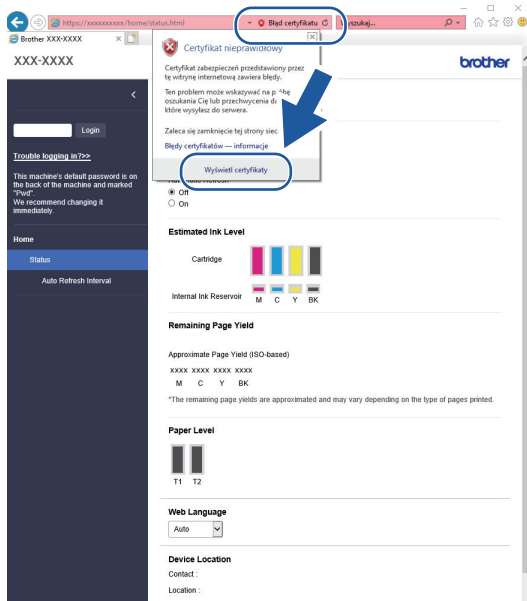 https://xxxxxxxxxx/home/status.html
Błąd certyfikatu
Brother XXX-XXXX
XXX-XXXX
brother
Certyfikat nieprawidłowy
Certyfikat zabezpieczeń przedstawiony przez
tę witrynę internetową zawiera błędy.
Ten problem może wskazywać na
oszukania Cię lub przechwycenia
które wysyłasz do serwera.
Zaleca się zamknięcie tej strony
Błędy certyfikatów — informacje
Wyświetl certyfikaty
Login
Trouble logging in?>>
This machine's default password is on
the back of the machine and marked
"Pwd".
We recommend changing it
immediately.
Home
Status
Auto Refresh Interval
Off
On
Estimated Ink Level
Cartridge
Internal Ink Reservoir
M C Y BK
Remaining Page Yield
Approximate Page Yield (ISO-based)
xxxx xxxx xxxx xxxx
M C Y BK
*The remaining page yields are approximated and may vary depending on the type of pages printed.
Paper Level
T1 T2
Web Language
Auto
Device Location
Contact :
Location :